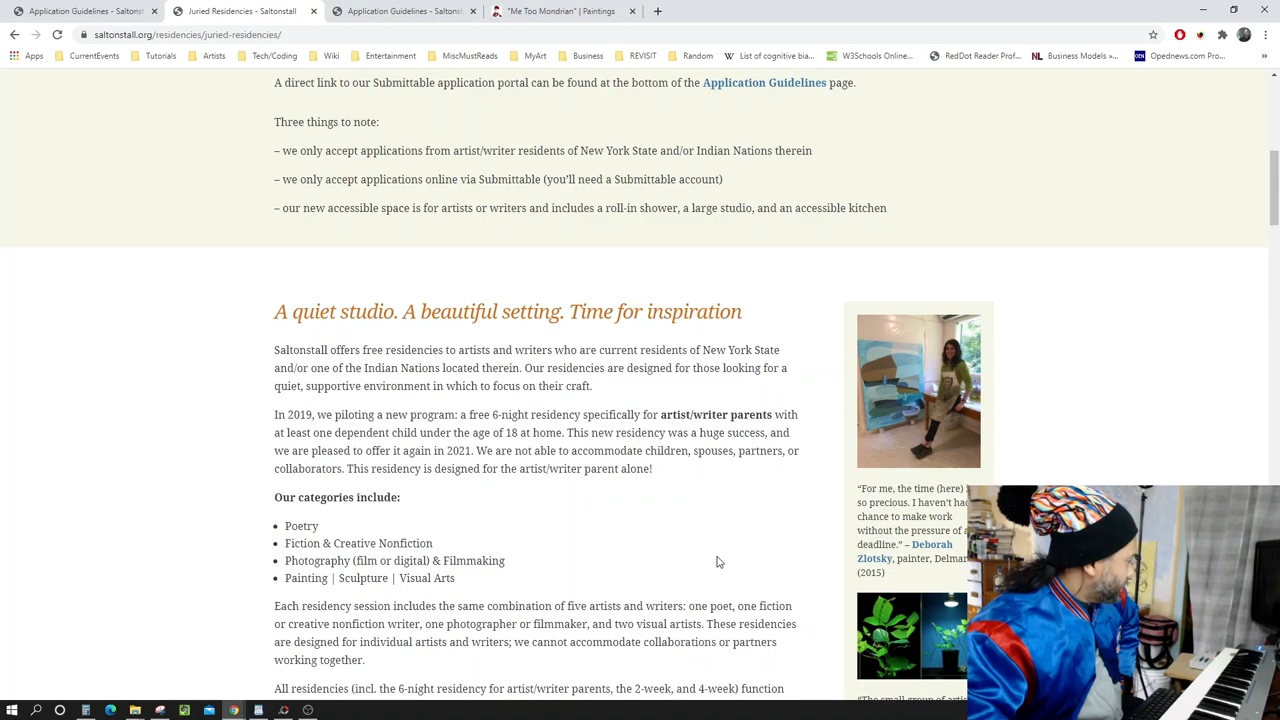 Application Guidelines - Saltons
Juried Residencies - Saltonstall
Application Guidelines - Saltons
"Me Too Mondrian" | Paintings
saltonstall.org/residencies/juried-residencies/
Apps CurrentEvents Tutorials Artists Tech/Coding Wiki Entertainment MiscMustReads MyArt Business REVISIT Random List of cognitive bia... W3Schools Online... RedDot Reader Prof... Business Models »... Opednews.com Pro...
A direct link to our Submittable application portal can be found at the bottom of the Application Guidelines page.
Three things to note:
– we only accept applications from artist/writer residents of New York State and/or Indian Nations therein
– we only accept applications online via Submittable (you’ll need a Submittable account)
– our new accessible space is for artists or writers and includes a roll-in shower, a large studio, and an accessible kitchen
A quiet studio. A beautiful setting. Time for inspiration
Saltonstall offers free residencies to artists and writers who are current residents of New York State
and/or one of the Indian Nations located therein. Our residencies are designed for those looking for a
quiet, supportive environment in which to focus on their craft.
In 2019, we piloting a new program: a free 6-night residency specifically for artist/writer parents with
at least one dependent child under the age of 18 at home. This new residency was a huge success, and
we are pleased to offer it again in 2021. We are not able to accommodate children, spouses, partners, or
collaborators. This residency is designed for the artist/writer parent alone!
Our categories include:
• Poetry
• Fiction & Creative Nonfiction
• Photography (film or digital) & Filmmaking
• Painting | Sculpture | Visual Arts
Each residency session includes the same combination of five artists and writers: one poet, one fiction
or creative nonfiction writer, one photographer or filmmaker, and two visual artists. These residencies
are designed for individual artists and writers; we cannot accommodate collaborations or partners
working together.
All residencies (incl. the 6-night residency for artist/writer parents, the 2-week, and 4-week) function
“For me, the time (here)
so precious. I haven’t had
chance to make work
without the pressure of a
deadline.” – Deborah
Zlotsky, painter, Delmar
(2015)
“The small group of